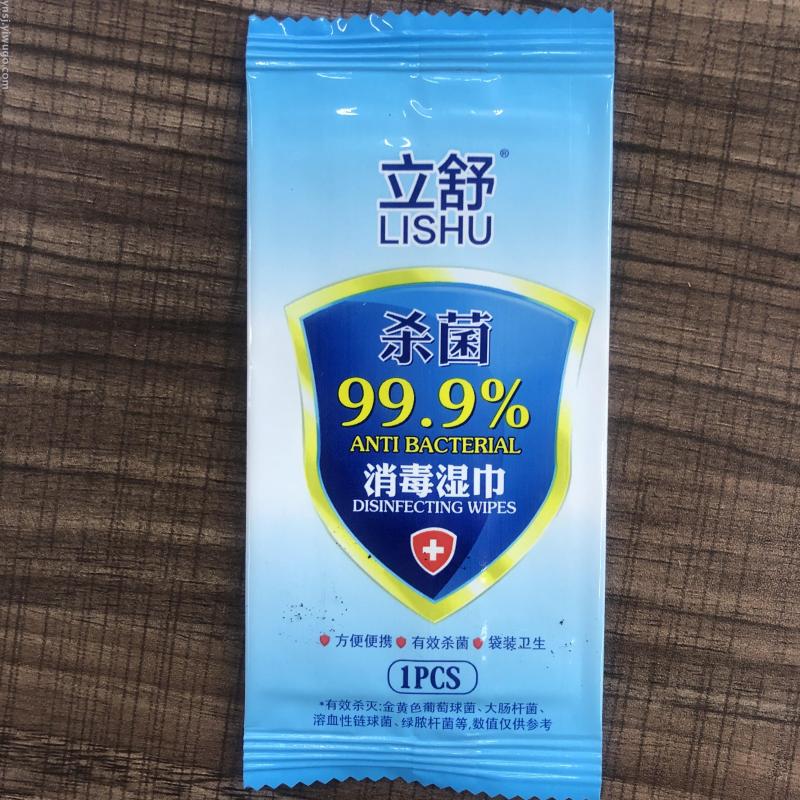 立舒®
LISHU
杀菌
99.9%
ANTI BACTERIAL
消毒湿巾
DISINFECTING WIPES
方便便携 有效杀菌 袋装卫生
1PCS
*有效杀灭:金黄色葡萄球菌、大肠杆菌、
溶血性链球菌、绿脓杆菌等,数值仅供参考
ynsj.yiwugo.com